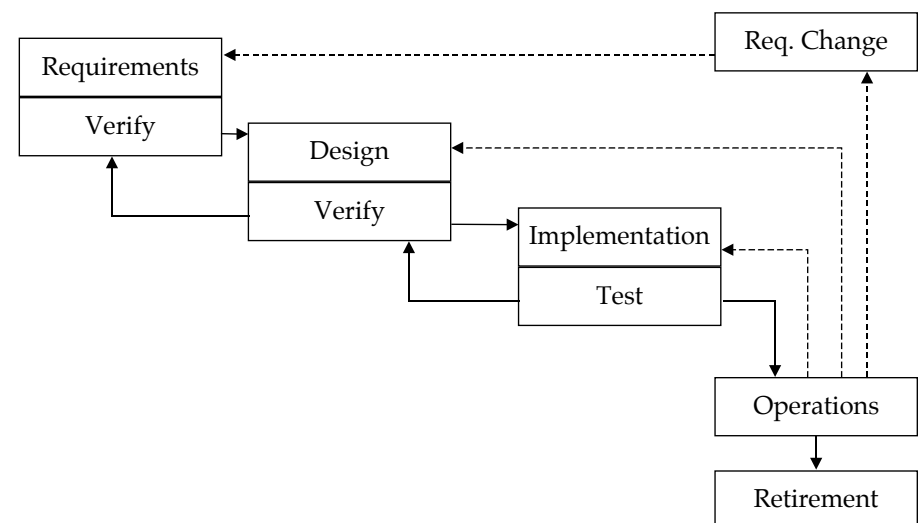 Req. Change
Requirements
Verify
Design
Verify
Implementation
Test
Operations
Retirement